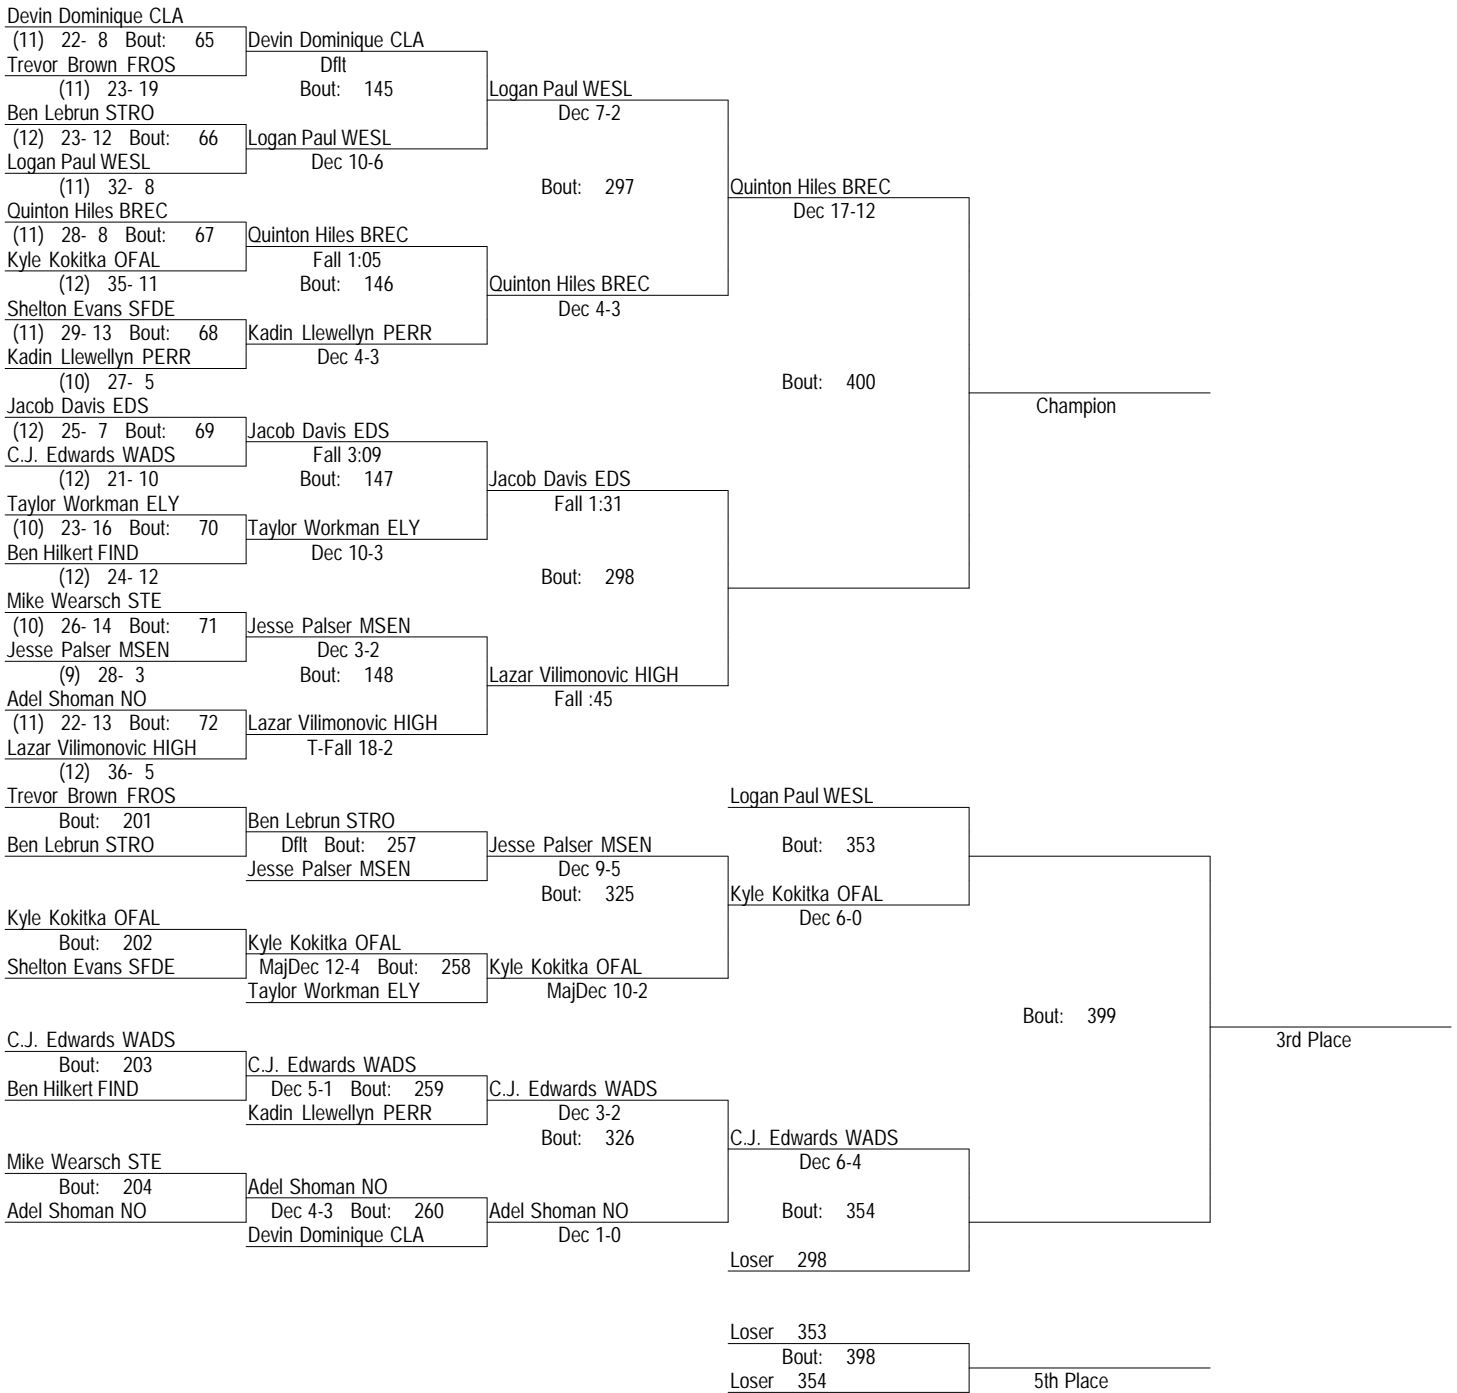 Devin Dominique CLA
(11) 22- 8 Bout: 65
Devin Dominique CLA
Trevor Brown FROS
Dflt
(11) 23- 19
Bout: 145
Logan Paul WESL
Ben Lebrun STRO
Dec 7-2
(12) 23- 12 Bout: 66
Logan Paul WESL
Logan Paul WESL
Dec 10-6
(11) 32- 8
Bout: 297
Quinton Hiles BREC
Quinton Hiles BREC
Dec 17-12
(11) 28- 8 Bout: 67
Quinton Hiles BREC
Kyle Kokitka OFAL
Fall 1:05
(12) 35- 11
Bout: 146
Quinton Hiles BREC
Shelton Evans SFDE
Dec 4-3
(11) 29- 13 Bout: 68
Kadin Llewellyn PERR
Kadin Llewellyn PERR
Dec 4-3
(10) 27- 5
Bout: 400
Jacob Davis EDS
Champion
(12) 25- 7 Bout: 69
Jacob Davis EDS
C.J. Edwards WADS
Fall 3:09
(12) 21- 10
Bout: 147
Jacob Davis EDS
Taylor Workman ELY
Fall 1:31
(10) 23- 16 Bout: 70
Taylor Workman ELY
Ben Hilkert FIND
Dec 10-3
(12) 24- 12
Bout: 298
Mike Wearsch STE
(10) 26- 14 Bout: 71
Jesse Palser MSEN
Jesse Palser MSEN
Dec 3-2
(9) 28- 3
Bout: 148
Lazar Vilimonovic HIGH
Adel Shoman NO
Fall :45
(11) 22- 13 Bout: 72
Lazar Vilimonovic HIGH
Lazar Vilimonovic HIGH
T-Fall 18-2
(12) 36- 5
Trevor Brown FROS
Logan Paul WESL
Bout: 201
Ben Lebrun STRO
Ben Lebrun STRO
Dflt Bout: 257
Jesse Palser MSEN
Bout: 353
Jesse Palser MSEN
Dec 9-5
Bout: 325
Kyle Kokitka OFAL
Kyle Kokitka OFAL
Dec 6-0
Bout: 202
Kyle Kokitka OFAL
Shelton Evans SFDE
MajDec 12-4 Bout: 258
Kyle Kokitka OFAL
Taylor Workman ELY
MajDec 10-2
Bout: 399
C.J. Edwards WADS
3rd Place
Bout: 203
C.J. Edwards WADS
Ben Hilkert FIND
Dec 5-1 Bout: 259
C.J. Edwards WADS
Kadin Llewellyn PERR
Dec 3-2
Bout: 326
C.J. Edwards WADS
Mike Wearsch STE
Dec 6-4
Bout: 204
Adel Shoman NO
Adel Shoman NO
Dec 4-3 Bout: 260
Adel Shoman NO
Bout: 354
Devin Dominique CLA
Dec 1-0
Loser 298
Loser 353
Bout: 398
Loser 354
5th Place